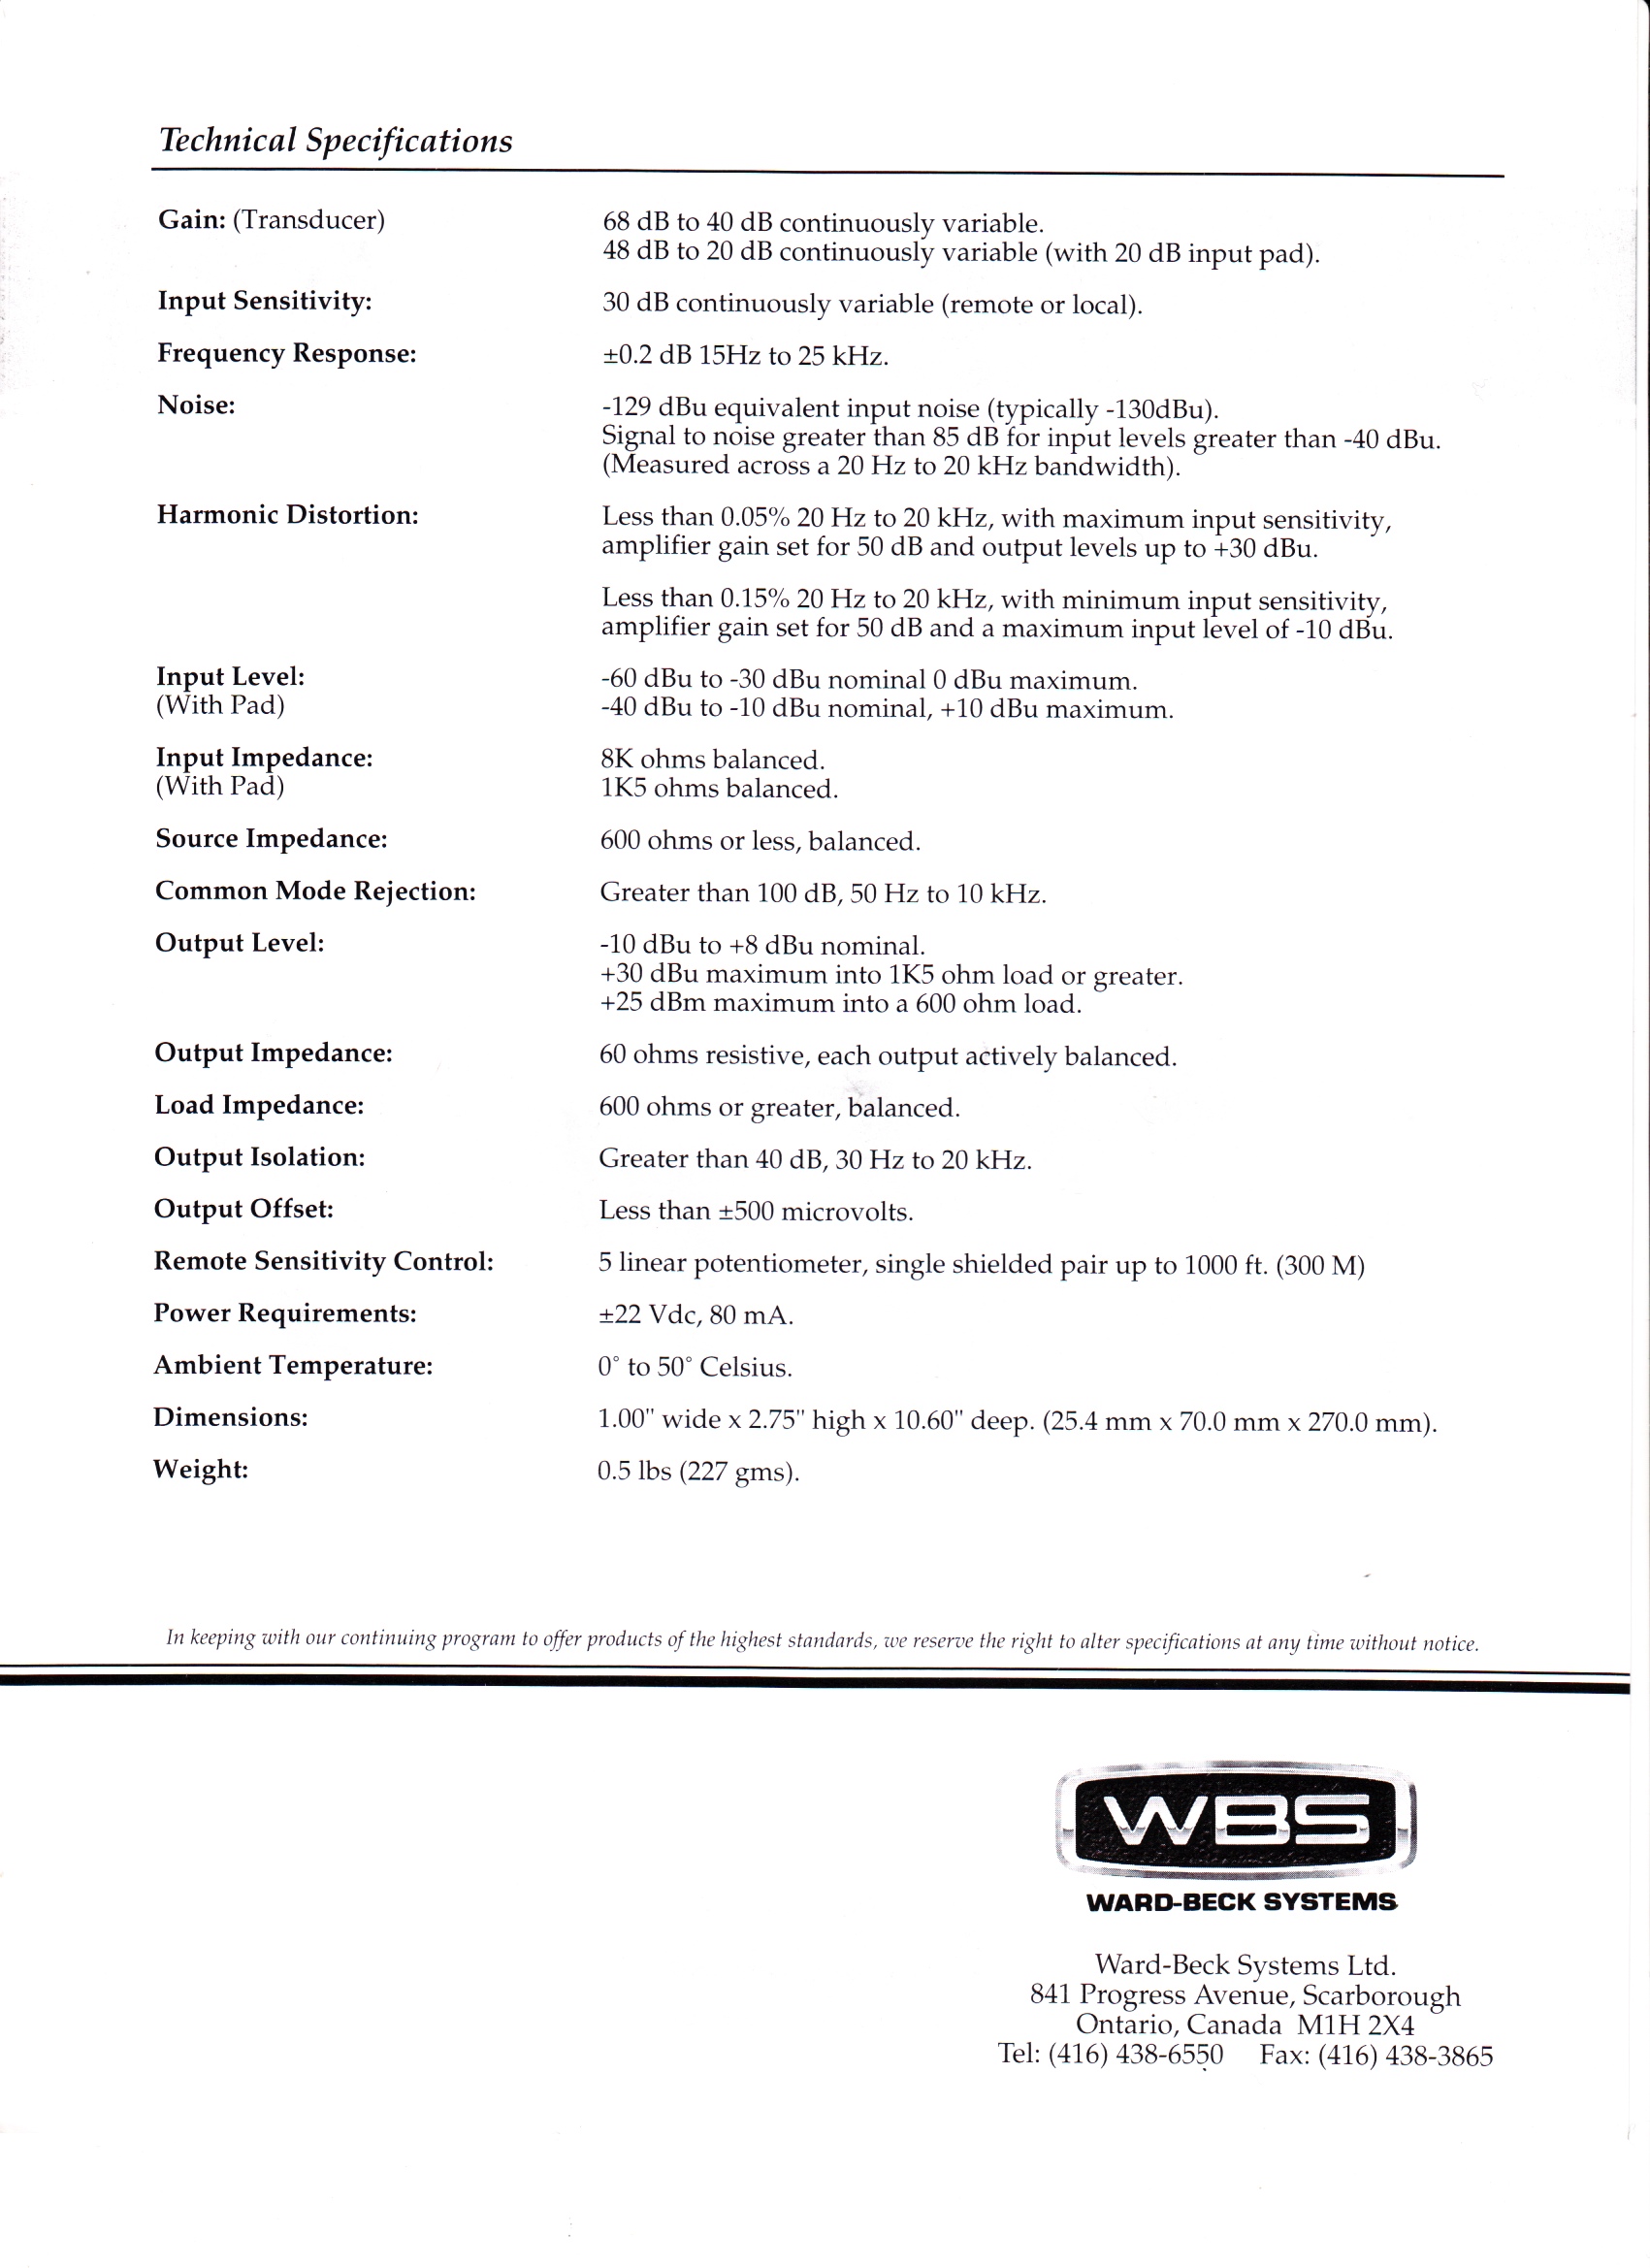 Technical Specifications
Gain: (Transducer) 68 dB to 40 dB continuously variable.
48 dB to 20 dB continuously variable (with 20 dB input pad).
Input Sensitivity: 30 dB continuously variable (remote or local).
Frequency Response: ±0.2 dB 15Hz to 25 kHz.
Noise: -129 dBu equivalent input noise (typically -130dBu).
Signal to noise greater than 85 dB for input levels greater than -40 dBu.
(Measured across a 20 Hz to 20 kHz bandwidth).
Harmonic Distortion: Less than 0.05% 20 Hz to 20 kHz, with maximum input sensitivity,
amplifier gain set for 50 dB and output levels up to +30 dBu.
Less than 0.15% 20 Hz to 20 kHz, with minimum input sensitivity,
amplifier gain set for 50 dB and a maximum input level of -10 dBu.
Input Level: -60 dBu to -30 dBu nominal 0 dBu maximum.
(With Pad) -40 dBu to -10 dBu nominal, +10 dBu maximum.
Input Impedance: 8K ohms balanced.
(With Pad) 1K5 ohms balanced.
Source Impedance: 600 ohms or less, balanced.
Common Mode Rejection: Greater than 100 dB, 50 Hz to 10 kHz.
Output Level: -10 dBu to +8 dBu nominal.
+30 dBu maximum into 1K5 ohm load or greater.
+25 dBm maximum into a 600 ohm load.
Output Impedance: 60 ohms resistive, each output actively balanced.
Load Impedance: 600 ohms or greater, balanced.
Output Isolation: Greater than 40 dB, 30 Hz to 20 kHz.
Output Offset: Less than ±500 microvolts.
Remote Sensitivity Control: 5 linear potentiometer, single shielded pair up to 1000 ft. (300 M)
Power Requirements: ±22 Vdc, 80 mA.
Ambient Temperature: 0° to 50° Celsius.
Dimensions: 1.00" wide x 2.75" high x 10.60" deep. (25.4 mm x 70.0 mm x 270.0 mm).
Weight: 0.5 lbs (227 gms).
In keeping with our continuing program to offer products of the highest standards, we reserve the right to alter specifications at any time without notice.
WBS
WARD-BECK SYSTEMS
Ward-Beck Systems Ltd.
841 Progress Avenue, Scarborough
Ontario, Canada M1H 2X4
Tel: (416) 438-6550 Fax: (416) 438-3865